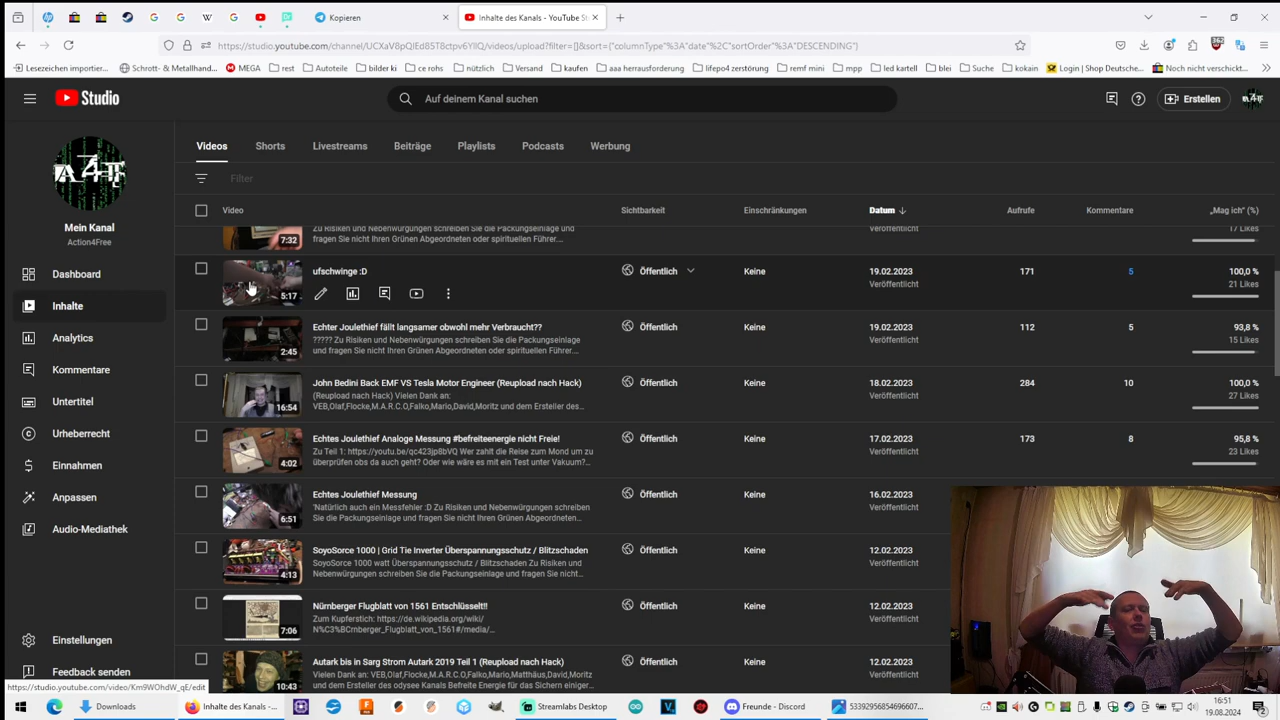 Kopieren
Inhalte des Kanals - YouTube St
https://studio.youtube.com/channel/UCXaV8pQIEd85T8ctpv6YIlQ/videos/upload?filter=[]&sort={"columnType"%3A"date"%2C"sortOrder"%3A"DESCENDING"}
Lesezeichen importier... Schrott - & Metallhand... MEGA rest Autoteile bilder ki ce rohs nützlich Versand kaufen aaa herrausforderung lifepo4 zerstörung remf mini mpp led kartell blei Suche kokain Login | Shop Deutsche... Noch nicht verschickt...
Studio
Auf deinem Kanal suchen
Erstellen
A4F
Mein Kanal
Action4Free
Dashboard
Inhalte
Analytics
Kommentare
Untertitel
Urheberrecht
Einnahmen
Anpassen
Audio-Mediathek
Einstellungen
Feedback senden
Videos Shorts Livestreams Beiträge Playlists Podcasts Werbung
Filter
Video Sichtbarkeit Einschränkungen Datum Aufrufe Kommentare „Mag ich“ (%)
7:32
Zu Risiken und Nebenwürgungen schreiben Sie die Packungseinlage und
fragen Sie nicht Ihren Grünen Abgeordneten oder spirituellen Führer...
Veröffentlicht
17 Likes
5:17
ufschwinge :D
Öffentlich Keine 19.02.2023 171 5 100,0 %
Veröffentlicht 21 Likes
2:45
Echter Joulethief fällt langsamer obwohl mehr Verbraucht??
????? Zu Risiken und Nebenwürgungen schreiben Sie die Packungseinlage
und fragen Sie nicht Ihren Grünen Abgeordneten oder spirituellen Führer...
Öffentlich Keine 19.02.2023 112 5 93,8 %
Veröffentlicht 15 Likes
16:54
John Bedini Back EMF VS Tesla Motor Engineer (Reupload nach Hack)
(Reupload nach Hack) Vielen Dank an:
VEB,Olaf,Flocke,M.A.R.C.O,Falko,Mario,David,Moritz und dem Ersteller des...
Öffentlich Keine 18.02.2023 284 10 100,0 %
Veröffentlicht 27 Likes
4:02
Echtes Joulethief Analoge Messung #befreiteenergie nicht Freie!
Zu Teil 1: https://youtu.be/qc423jp8bVQ Wer zahlt die Reise zum Mond um zu
überprüfen obs da auch geht? Oder wie wäre es mit ein Test unter Vakuum?...
Öffentlich Keine 17.02.2023 173 8 95,8 %
Veröffentlicht 23 Likes
6:51
Echtes Joulethief Messung
'Natürlich auch ein Messfehler :D Zu Risiken und Nebenwürgungen schreiben
Sie die Packungseinlage und fragen Sie nicht Ihren Grünen Abgeordneten...
Öffentlich Keine 16.02.2023
Veröffentlicht
4:13
SoyoSorce 1000 | Grid Tie Inverter Überspannungsschutz / Blitzschaden
SoyoSorce 1000 watt Überspannungsschutz / Blitzschaden Zu Risiken und
Nebenwürgungen schreiben Sie die Packungseinlage und fragen Sie nicht...
Öffentlich Keine 12.02.2023
Veröffentlicht
7:06
Nürnberger Flugblatt von 1561 Entschlüsselt!!
Zum Kupferstich: https://de.wikipedia.org/wiki/
N%C3%BCrnberger_Flugblatt_von_1561#/media/...
Öffentlich Keine 12.02.2023
Veröffentlicht
10:43
Autark bis in Sarg Strom Autark 2019 Teil 1 (Reupload nach Hack)
Vielen Dank an: VEB,Olaf,Flocke,M.A.R.C.O,Falko,Mario,Matthäus,David,Moritz
und dem Ersteller des odysee Kanals Befreite Energie für das Sichern einiger...
Öffentlich Keine 12.02.2023
Veröffentlicht
https://studio.youtube.com/video/Km9WOhdW_qE/edit
Downloads Inhalte des Kanals -... Streamlabs Desktop Freunde - Discord 53392956854696607...
16:51
19.08.2024